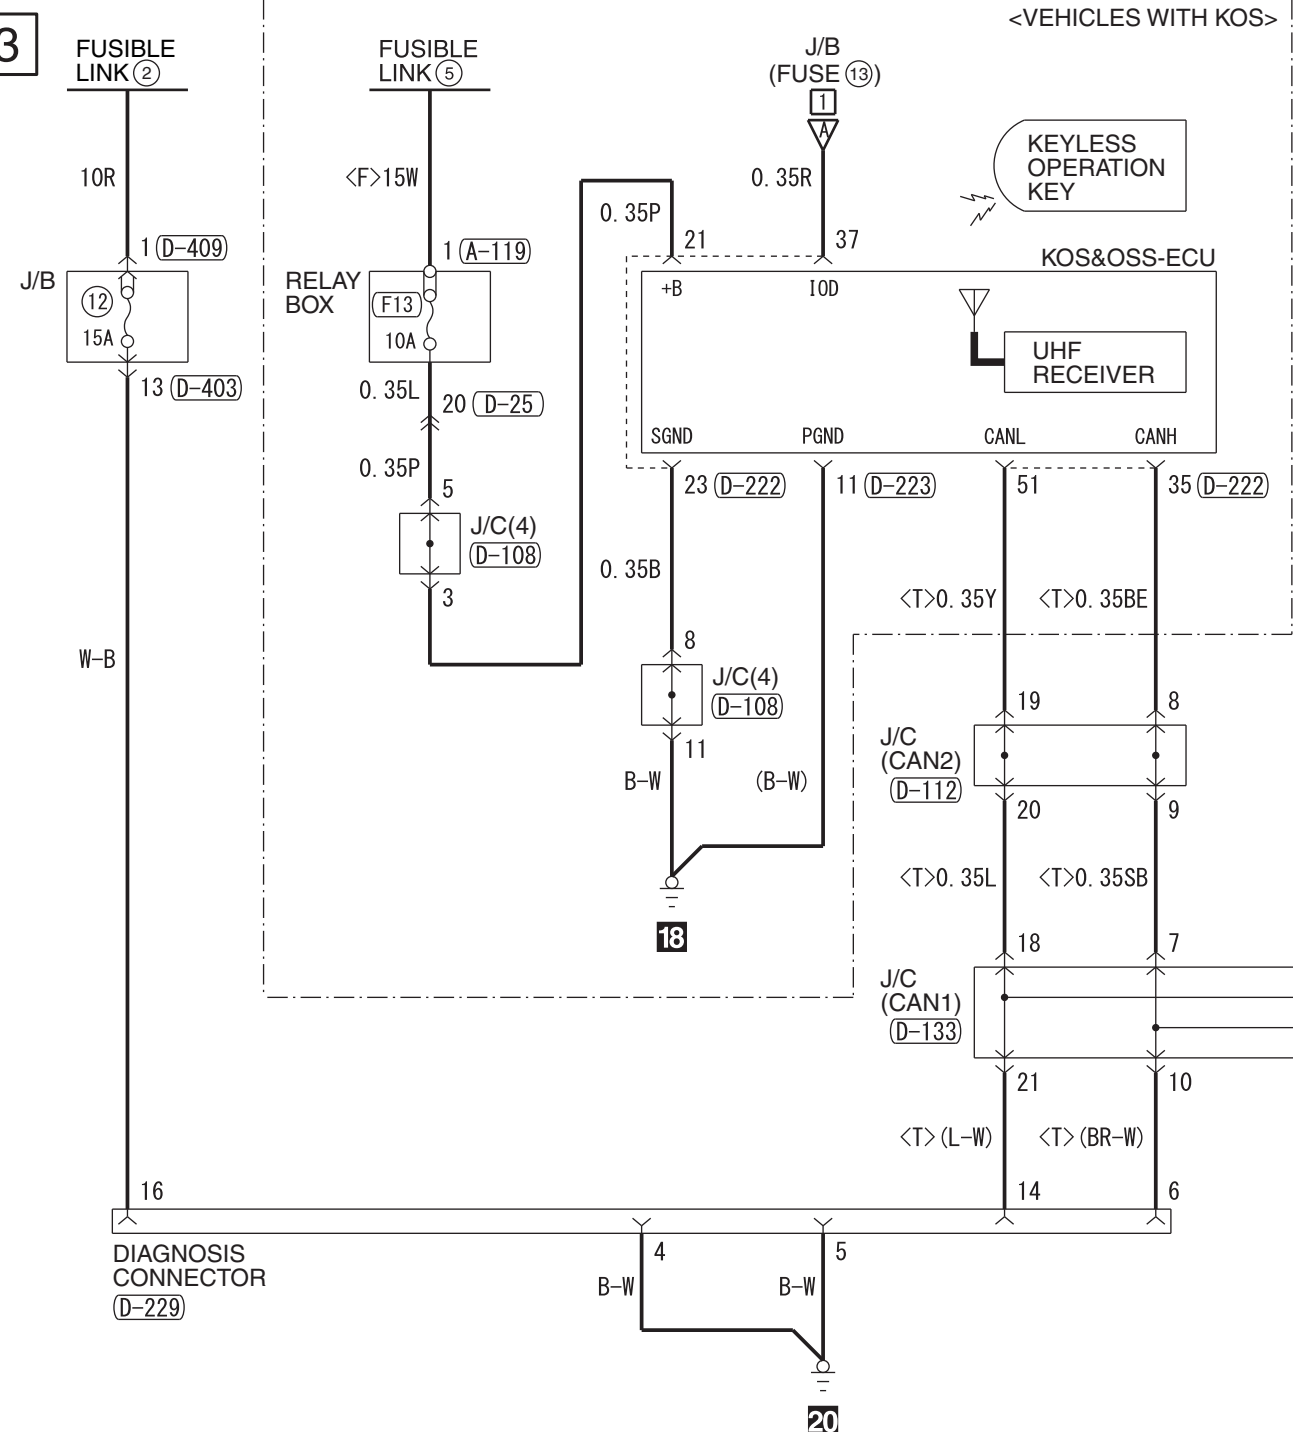 <VEHICLES WITH KOS>
3
FUSIBLE
LINK ②
FUSIBLE
LINK ⑤
J/B
(FUSE ⑬)
1
A
KEYLESS
OPERATION
KEY
10R
<F>15W
0.35P
0.35R
1 (D-409)
1 (A-119)
21
37
KOS&OSS-ECU
J/B
⑫
15A
RELAY
BOX
F13
10A
+B
IOD
UHF
RECEIVER
SGND
PGND
CANL
CANH
13 (D-403)
0.35L
20 (D-25)
23 (D-222)
11 (D-223)
51
35 (D-222)
0.35P
5
J/C(4)
(D-108)
3
0.35B
<T>0.35Y
<T>0.35BE
W-B
8
J/C(4)
(D-108)
11
19
8
J/C
(CAN2)
(D-112)
B-W
(B-W)
20
9
<T>0.35L
<T>0.35SB
18
18
7
J/C
(CAN1)
(D-133)
21
10
<T>(L-W)
<T>(BR-W)
16
14
6
DIAGNOSIS
CONNECTOR
(D-229)
4
5
B-W
B-W
20